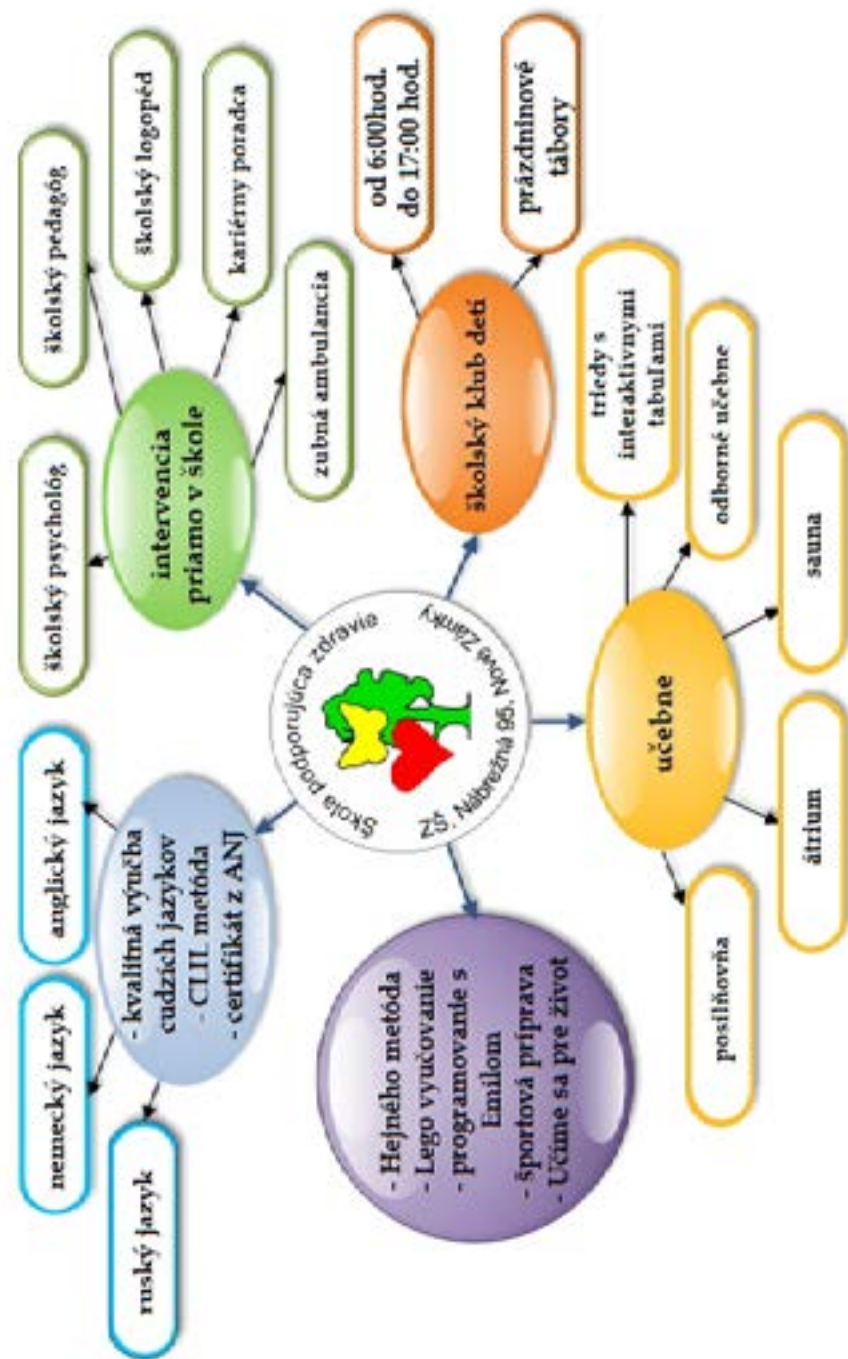 Škola podporujúca zdravie
ZŠ, Nábrežná 95, Nové Zámky
- kvalitná výučba
cudzích jazykov
- CLIL metóda
- certifikát z ANJ
ruský jazyk
nemecký jazyk
anglický jazyk
intervencia
priamo v škole
školský psychológ
školský pedagóg
školský logopéd
kariérny poradca
zubná ambulancia
školský klub detí
od 6:00hod.
do 17:00 hod.
prázdninové
tábory
učebne
triedy s
interaktívnymi
tabuľami
odborné učebne
sauna
átrium
posilňovňa
- Hejného metóda
- Lego vyučovanie
- programovanie s
Emilom
- športová príprava
- Učíme sa pre život